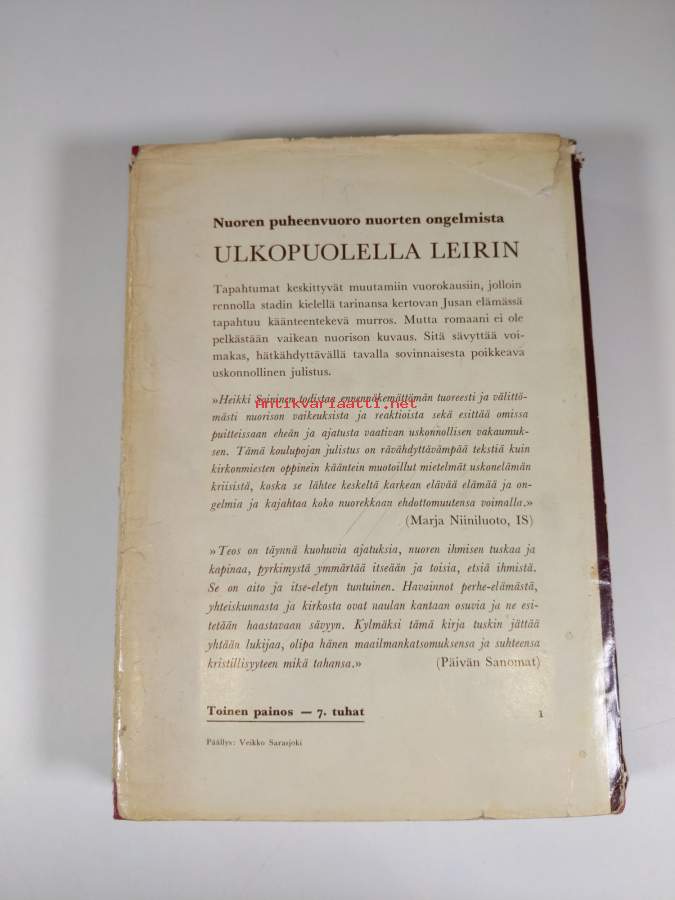 Nuoren puheenvuoro nuorten ongelmista
ULKOPUOLELLA LEIRIN
Tapahtumat keskittyvät muutamiin vuorokausiin, jolloin
rennolla stadin kielellä tarinansa kertovan Jusan elämässä
tapahtuu käänteentekevä murros. Mutta romaani ei ole
pelkästään vaikean nuorison kuvaus. Sitä sävyttää voi-
makas, hätkähdyttävällä tavalla sovinnaisesta poikkeava
uskonnollinen julistus.
»Heikki Soininen todistaa ennennäkemättömän tuoreesti ja välittö-
antikvariaatti.net
mästi nuorison vaikeuksista ja reaktioista sekä esittää omissa
puitteissaan eheän ja ajatusta vaativan uskonnollisen vakaumuk-
sen. Tämä koulupojan julistus on rävähdyttävämpää tekstiä kuin
kirkonmiesten oppinein kääntein muotoillut mietelmät uskonelämän
kriisistä, koska se lähtee keskeltä karkean elävää elämää ja on-
gelmia ja kajahtaa koko nuorekkaan ehdottomuutensa voimalla.»
(Marja Niiniluoto, IS)
»Teos on täynnä kuohuvia ajatuksia, nuoren ihmisen tuskaa ja
kapinaa, pyrkimystä ymmärtää itseään ja toisia, etsiä ihmistä.
Se on aito ja itse-eletyn tuntuinen. Havainnot perhe-elämästä,
yhteiskunnasta ja kirkosta ovat naulan kantaan osuvia ja ne esi-
tetään haastavaan sävyyn. Kylmäksi tämä kirja tuskin jättää
yhtään lukijaa, olipa hänen maailmankatsomuksensa ja suhteensa
kristillisyyteen mikä tahansa.» (Päivän Sanomat)
Toinen painos — 7. tuhat 1
Päällys: Veikko Sarasjoki